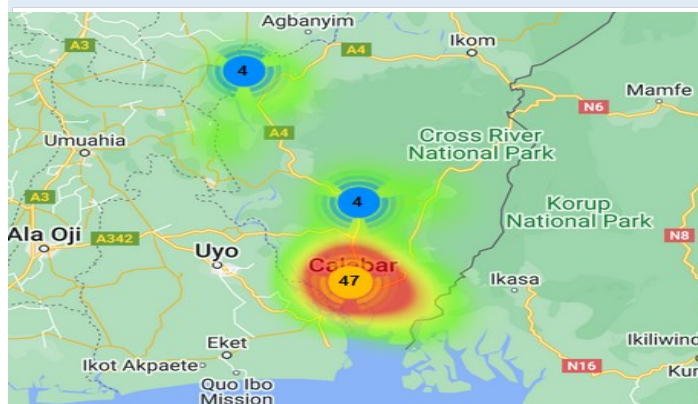 Agbanyim
A3
A4
Ikom
4
N6
Mamfe
A4
Umuahia
Cross River
National Park
A3
4
Korup
National Park
Ala Oji
A342
Uyo
N8
Calabar
47
Ikasa
Eket
Ikot Akpaete
Ikiliwind
N16
Kur
Quo Ibo
Mission